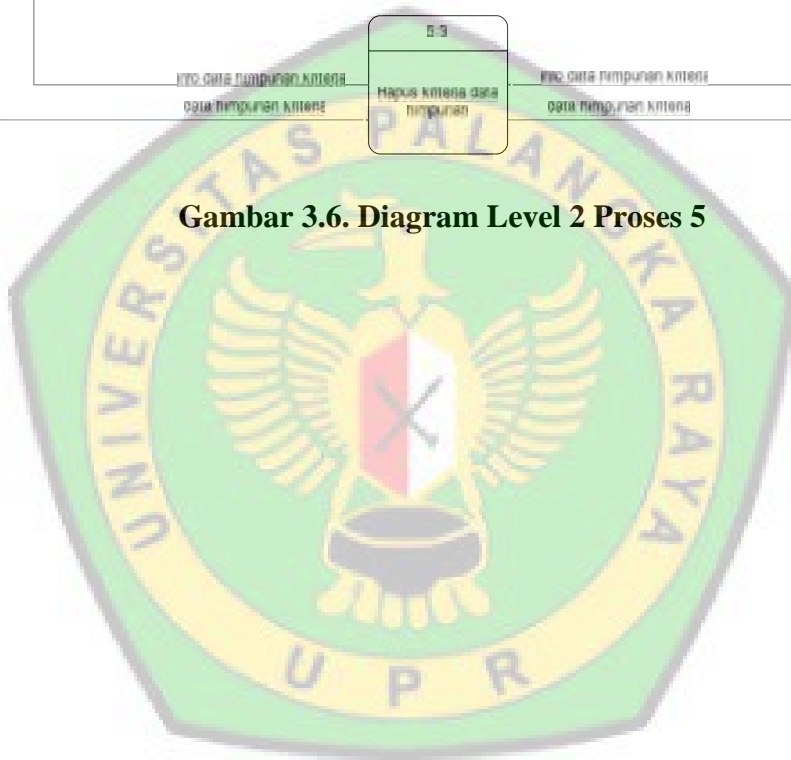 5.3
info data himpunan kriteria
info data himpunan kriteria
Hapus kriteria data
himpunan
data himpunan kriteria
data himpunan kriteria
Gambar 3.6. Diagram Level 2 Proses 5
UNIVERSITAS PALANGKA RAYA
UPR